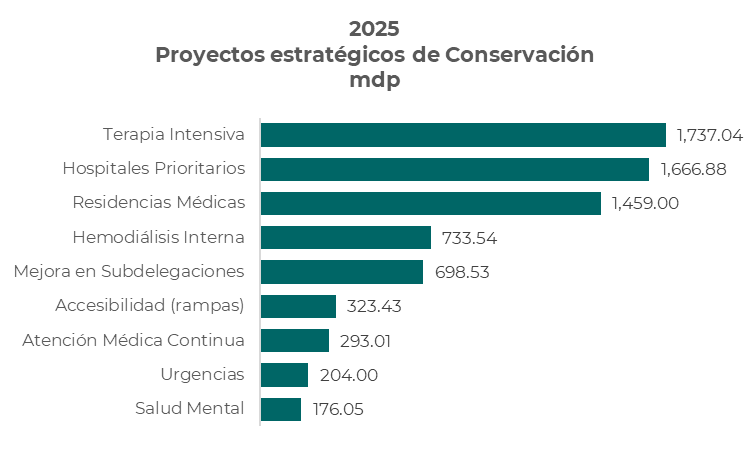 2025
Proyectos estratégicos de Conservación
mdp
Terapia Intensiva 1,737.04
Hospitales Prioritarios 1,666.88
Residencias Médicas 1,459.00
Hemodiálisis Interna 733.54
Mejora en Subdelegaciones 698.53
Accesibilidad (rampas) 323.43
Atención Médica Continua 293.01
Urgencias 204.00
Salud Mental 176.05